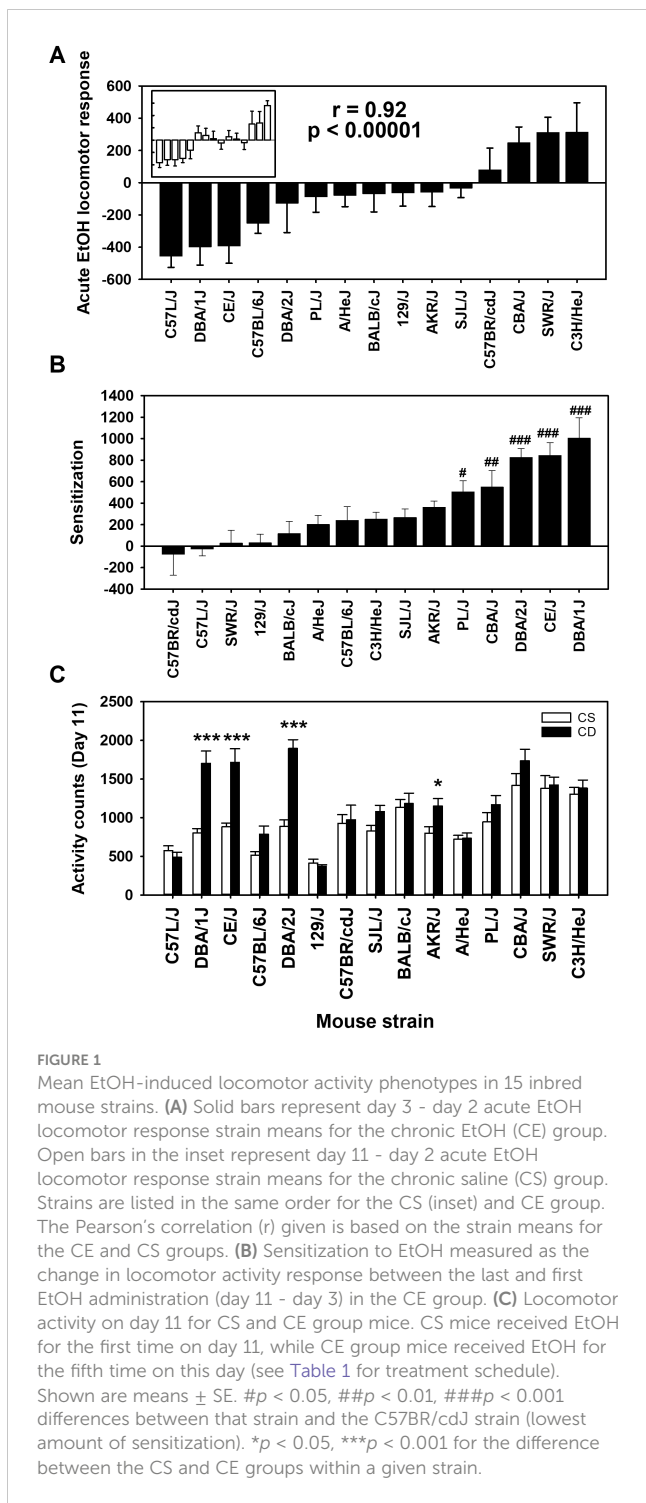 A
Acute EtOH locomotor response
600
400
200
0
-200
-400
-600
r = 0.92
p < 0.00001
C57L/J
DBA/1J
CE/J
C57BL/6J
DBA/2J
PL/J
A/HeJ
BALB/cJ
129/J
AKR/J
SJL/J
C57BR/cdJ
CBA/J
SWR/J
C3H/HeJ
B
Sensitization
1400
1200
1000
800
600
400
200
0
-200
-400
#
##
###
###
###
C57BR/cdJ
C57L/J
SWR/J
129/J
BALB/cJ
A/HeJ
C57BL/6J
C3H/HeJ
SJL/J
AKR/J
PL/J
CBA/J
DBA/2J
CE/J
DBA/1J
C
Activity counts (Day 11)
2500
2000
1500
1000
500
0
***
***
***
*
CS
CD
C57L/J
DBA/1J
CE/J
C57BL/6J
DBA/2J
129/J
C57BR/cdJ
SJL/J
BALB/cJ
AKR/J
A/HeJ
PL/J
CBA/J
SWR/J
C3H/HeJ
Mouse strain
FIGURE 1
Mean EtOH-induced locomotor activity phenotypes in 15 inbred
mouse strains. (A) Solid bars represent day 3 - day 2 acute EtOH
locomotor response strain means for the chronic EtOH (CE) group.
Open bars in the inset represent day 11 - day 2 acute EtOH
locomotor response strain means for the chronic saline (CS) group.
Strains are listed in the same order for the CS (inset) and CE group.
The Pearson's correlation (r) given is based on the strain means for
the CE and CS groups. (B) Sensitization to EtOH measured as the
change in locomotor activity response between the last and first
EtOH administration (day 11 - day 3) in the CE group. (C) Locomotor
activity on day 11 for CS and CE group mice. CS mice received EtOH
for the first time on day 11, while CE group mice received EtOH for
the fifth time on this day (see Table 1 for treatment schedule).
Shown are means ± SE. #p < 0.05, ##p < 0.01, ###p < 0.001
differences between that strain and the C57BR/cdJ strain (lowest
amount of sensitization). *p < 0.05, ***p < 0.001 for the difference
between the CS and CE groups within a given strain.